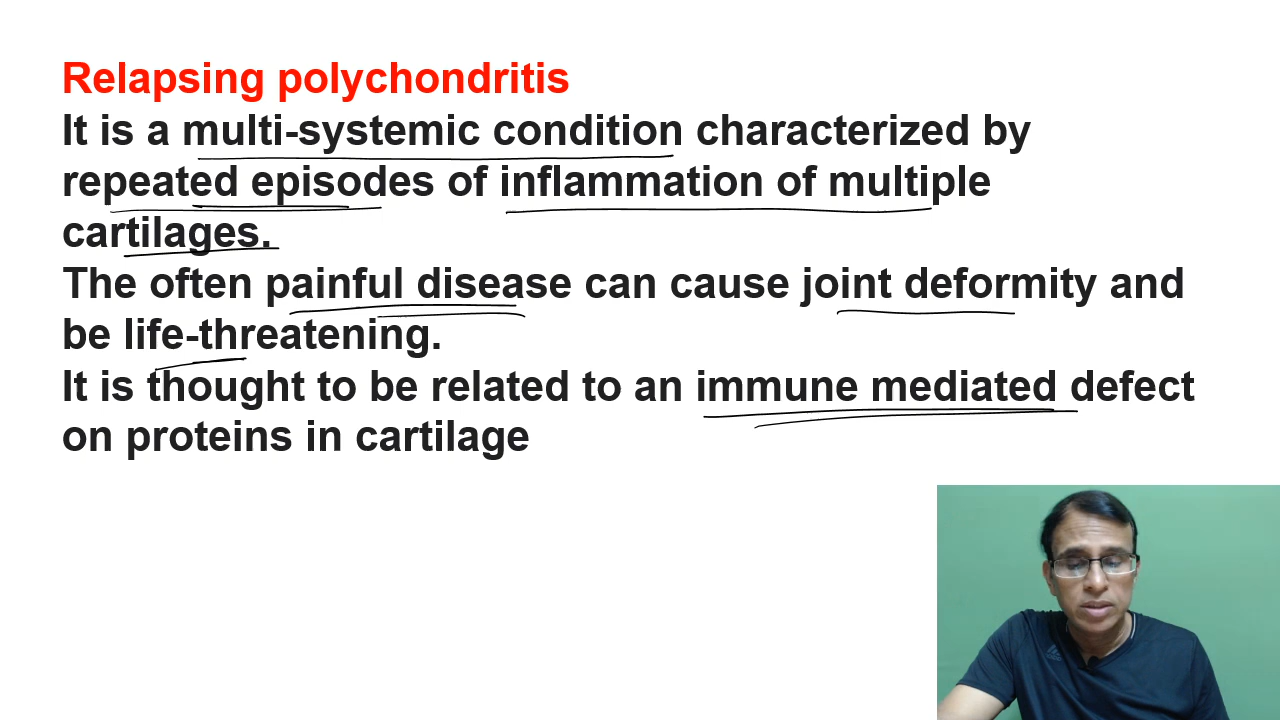 Relapsing polychondritis
It is a multi-systemic condition characterized by
repeated episodes of inflammation of multiple
cartilages.
The often painful disease can cause joint deformity and
be life-threatening.
It is thought to be related to an immune mediated defect
on proteins in cartilage